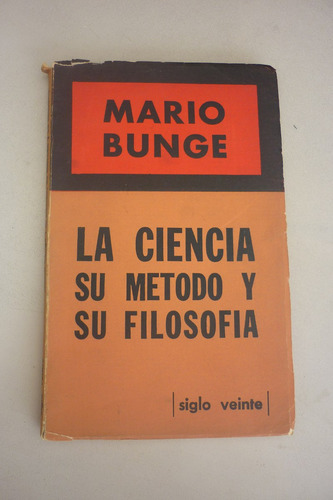 MARIO
BUNGE
LA CIENCIA
SU METODO Y
SU FILOSOFIA
siglo veinte